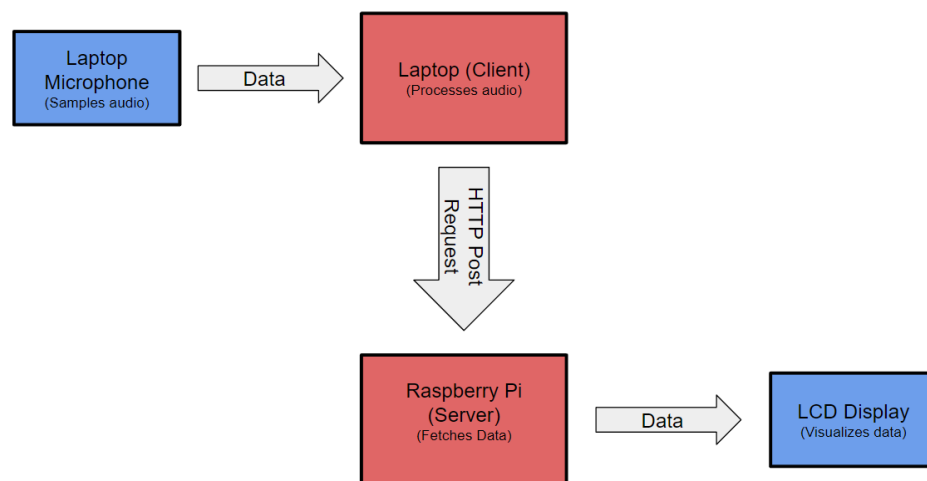 Laptop
Microphone
(Samples audio)
Data
Laptop (Client)
(Processes audio)
HTTP Post
Request
Raspberry Pi
(Server)
(Fetches Data)
Data
LCD Display
(Visualizes data)